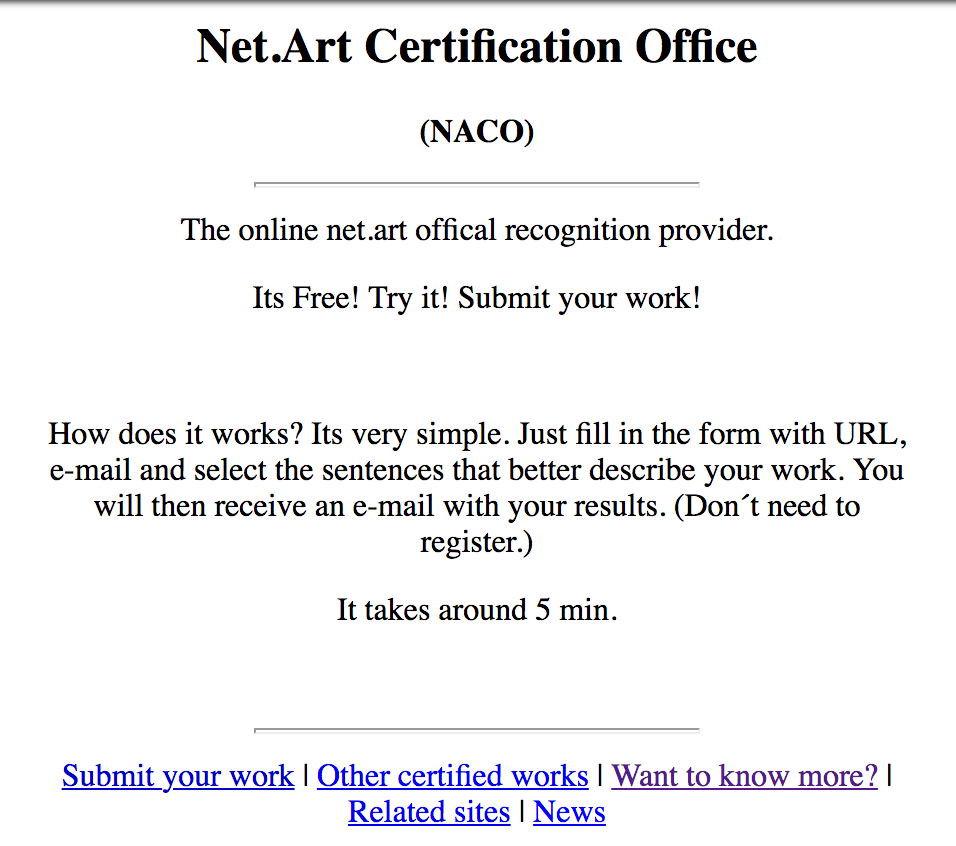 Net.Art Certification Office
(NACO)
The online net.art offical recognition provider.
Its Free! Try it! Submit your work!
How does it works? Its very simple. Just fill in the form with URL,
e-mail and select the sentences that better describe your work. You
will then receive an e-mail with your results. (Don´t need to
register.)
It takes around 5 min.
Submit your work | Other certified works | Want to know more? |
Related sites | News